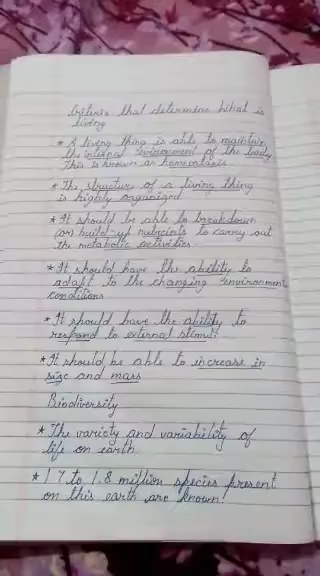 Criteria that determine what is
living
* A living thing is able to maintain
the internal environment of the body
This is known as homeostasis
* The structure of a living thing
is highly organized
* It should be able to breakdown
(or) build-up nutrients to carry out
the metabolic activities
* It should have the ability to
adapt to the changing environment
conditions
* It should have the ability to
respond to external stimuli
* It should be able to increase in
size and mass
Biodiversity
* The variety and variability of
life on earth
* 1.7 to 1.8 million species present
on this earth are known!